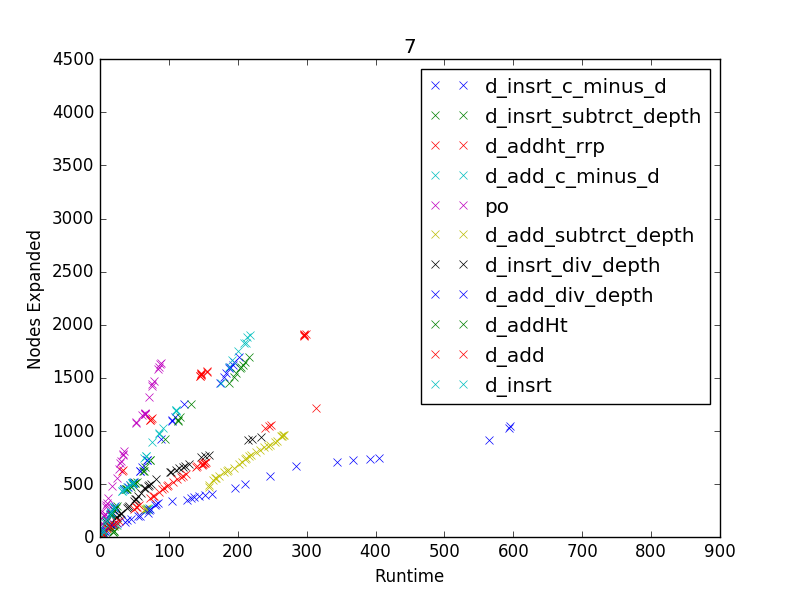 7
4500
4000
3500
3000
2500
2000
1500
1000
500
0
Nodes Expanded
d_insrt_c_minus_d
d_insrt_subtrct_depth
d_addht_rrp
d_add_c_minus_d
po
d_add_subtrct_depth
d_insrt_div_depth
d_add_div_depth
d_addHt
d_add
d_insrt
0 100 200 300 400 500 600 700 800 900
Runtime